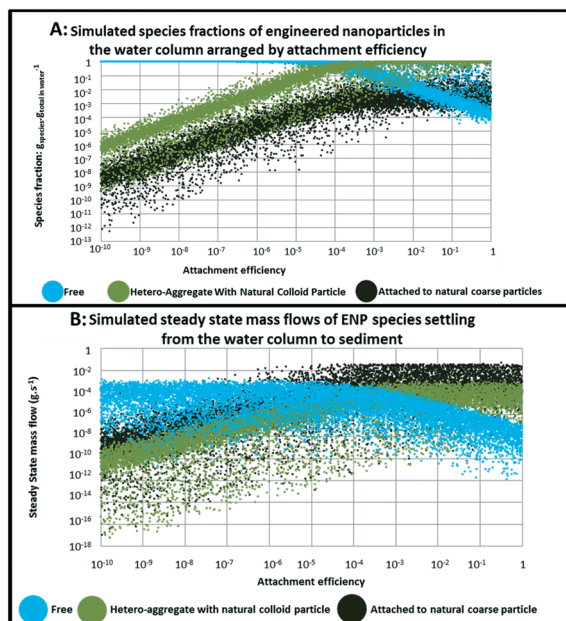 A: Simulated species fractions of engineered nanoparticles in
the water column arranged by attachment efficiency
Species fraction: g_species·g_total in water^-1
1
10^-1
10^-2
10^-3
10^-4
10^-5
10^-6
10^-7
10^-8
10^-9
10^-10
10^-11
10^-12
10^-13
10^-10 10^-9 10^-8 10^-7 10^-6 10^-5 10^-4 10^-3 10^-2 10^-1 1
Attachment efficiency
Free Hetero-Aggregate With Natural Colloid Particle Attached to natural coarse particles
B: Simulated steady state mass flows of ENP species settling
from the water column to sediment
Steady State mass flow (g.s^-1)
1
10^-2
10^-4
10^-6
10^-8
10^-10
10^-12
10^-14
10^-16
10^-18
10^-10 10^-9 10^-8 10^-7 10^-6 10^-5 10^-4 10^-3 10^-2 10^-1 1
Attachment efficiency
Free Hetero-aggregate with natural colloid particle Attached to natural coarse particle